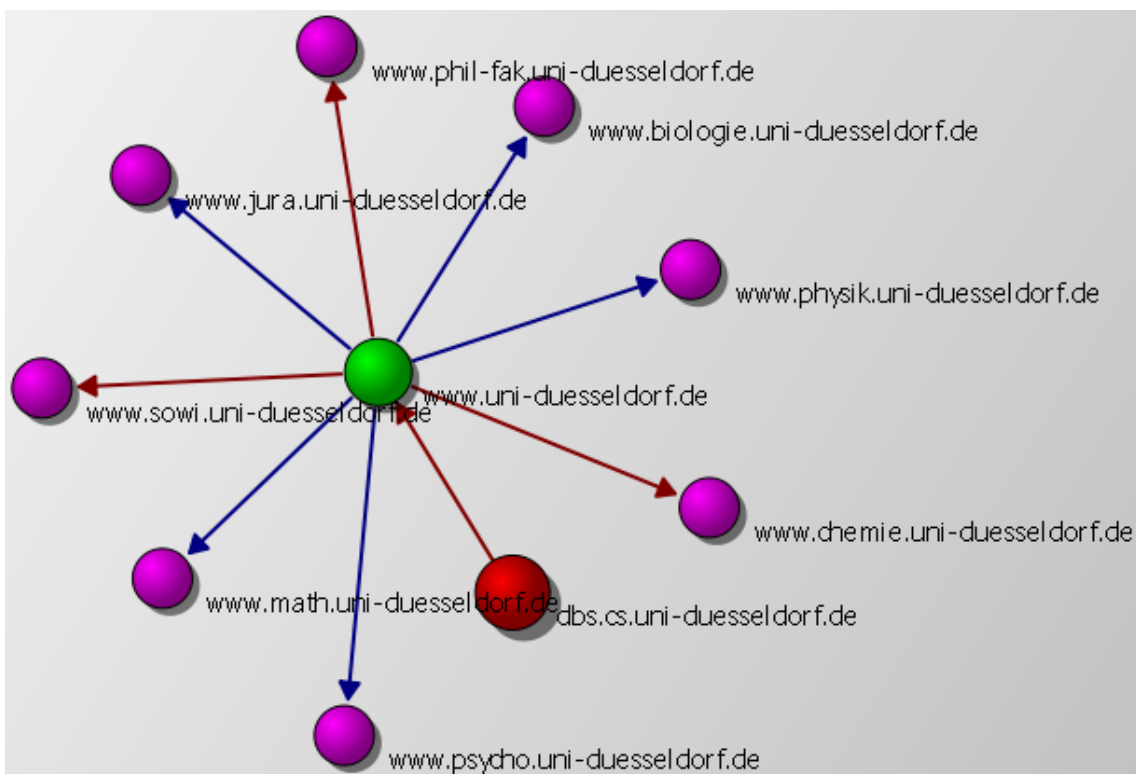 www.phil-fak.uni-duesseldorf.de
www.biologie.uni-duesseldorf.de
www.jura.uni-duesseldorf.de
www.physik.uni-duesseldorf.de
www.uni-duesseldorf.de
www.sowi.uni-duesseldorf.de
www.chemie.uni-duesseldorf.de
www.math.uni-duesseldorf.de
dbs.cs.uni-duesseldorf.de
www.psycho.uni-duesseldorf.de